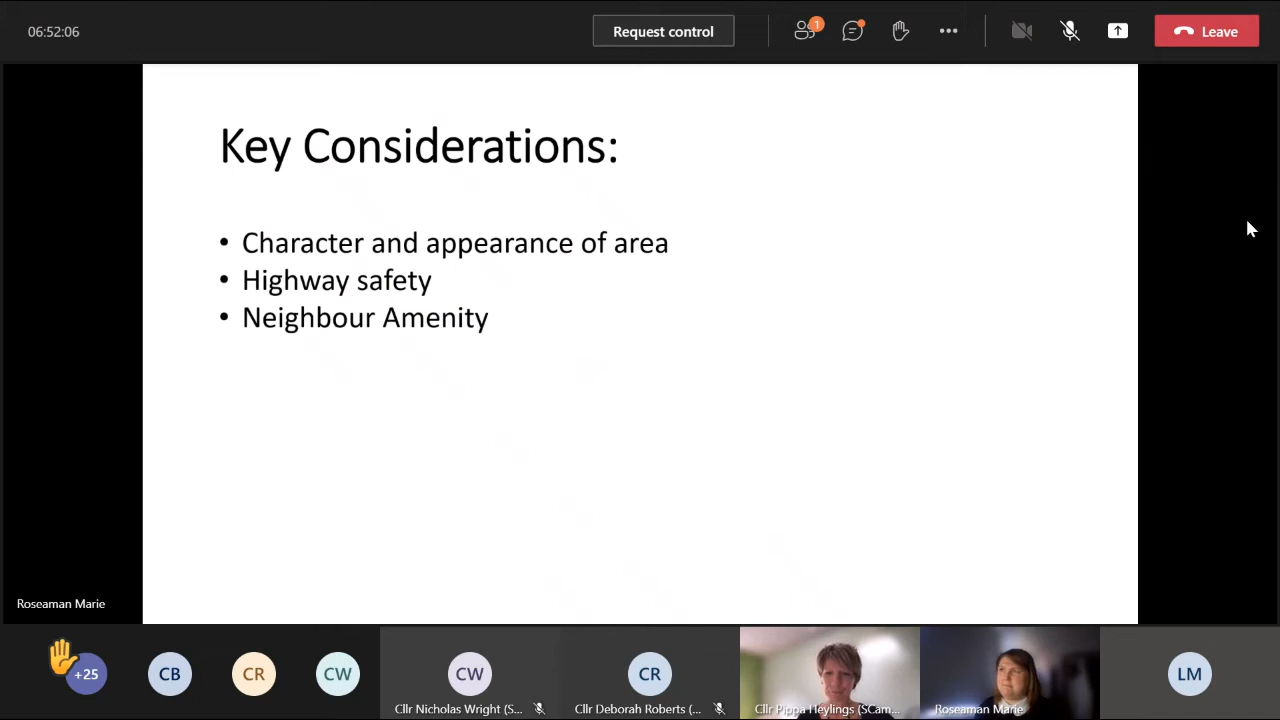 06:52:06
Request control
1
Leave
Key Considerations:
• Character and appearance of area
• Highway safety
• Neighbour Amenity
Roseaman Marie
+25
CB
CR
CW
CW
Cllr Nicholas Wright (S...
CR
Cllr Deborah Roberts (...
Cllr Pippa Heylings (SCam...
Roseaman Marie
LM